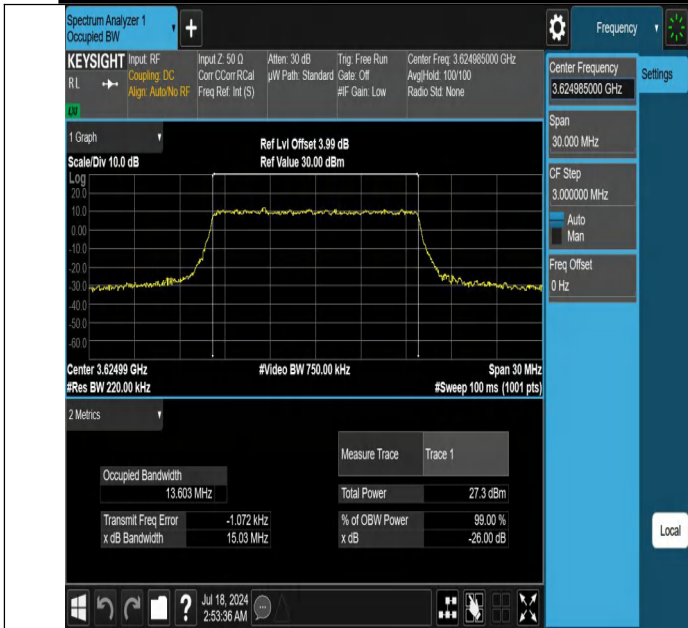 Spectrum Analyzer 1
Occupied BW
+
Frequency
KEYSIGHT
RL
LXI
Input: RF
Coupling: DC
Align: Auto/No RF
Input Z: 50 Ω
Corr CCorr RCal
Freq Ref: Int (S)
Atten: 30 dB
µW Path: Standard
Trig: Free Run
Gate: Off
#IF Gain: Low
Center Freq: 3.624985000 GHz
Avg|Hold: 100/100
Radio Std: None
Center Frequency
3.624985000 GHz
Settings
Span
30.000 MHz
CF Step
3.000000 MHz
Auto
Man
Freq Offset
0 Hz
Local
1 Graph
Scale/Div 10.0 dB
Ref Lvl Offset 3.99 dB
Ref Value 30.00 dBm
Log
20.0
10.0
0.00
-10.0
-20.0
-30.0
-40.0
-50.0
-60.0
Center 3.62499 GHz
#Video BW 750.00 kHz
Span 30 MHz
#Res BW 220.00 kHz
#Sweep 100 ms (1001 pts)
2 Metrics
Measure Trace Trace 1
Occupied Bandwidth
13.603 MHz
Total Power 27.3 dBm
Transmit Freq Error -1.072 kHz
% of OBW Power 99.00 %
x dB Bandwidth 15.03 MHz
x dB -26.00 dB
?
Jul 18, 2024
2:53:36 AM